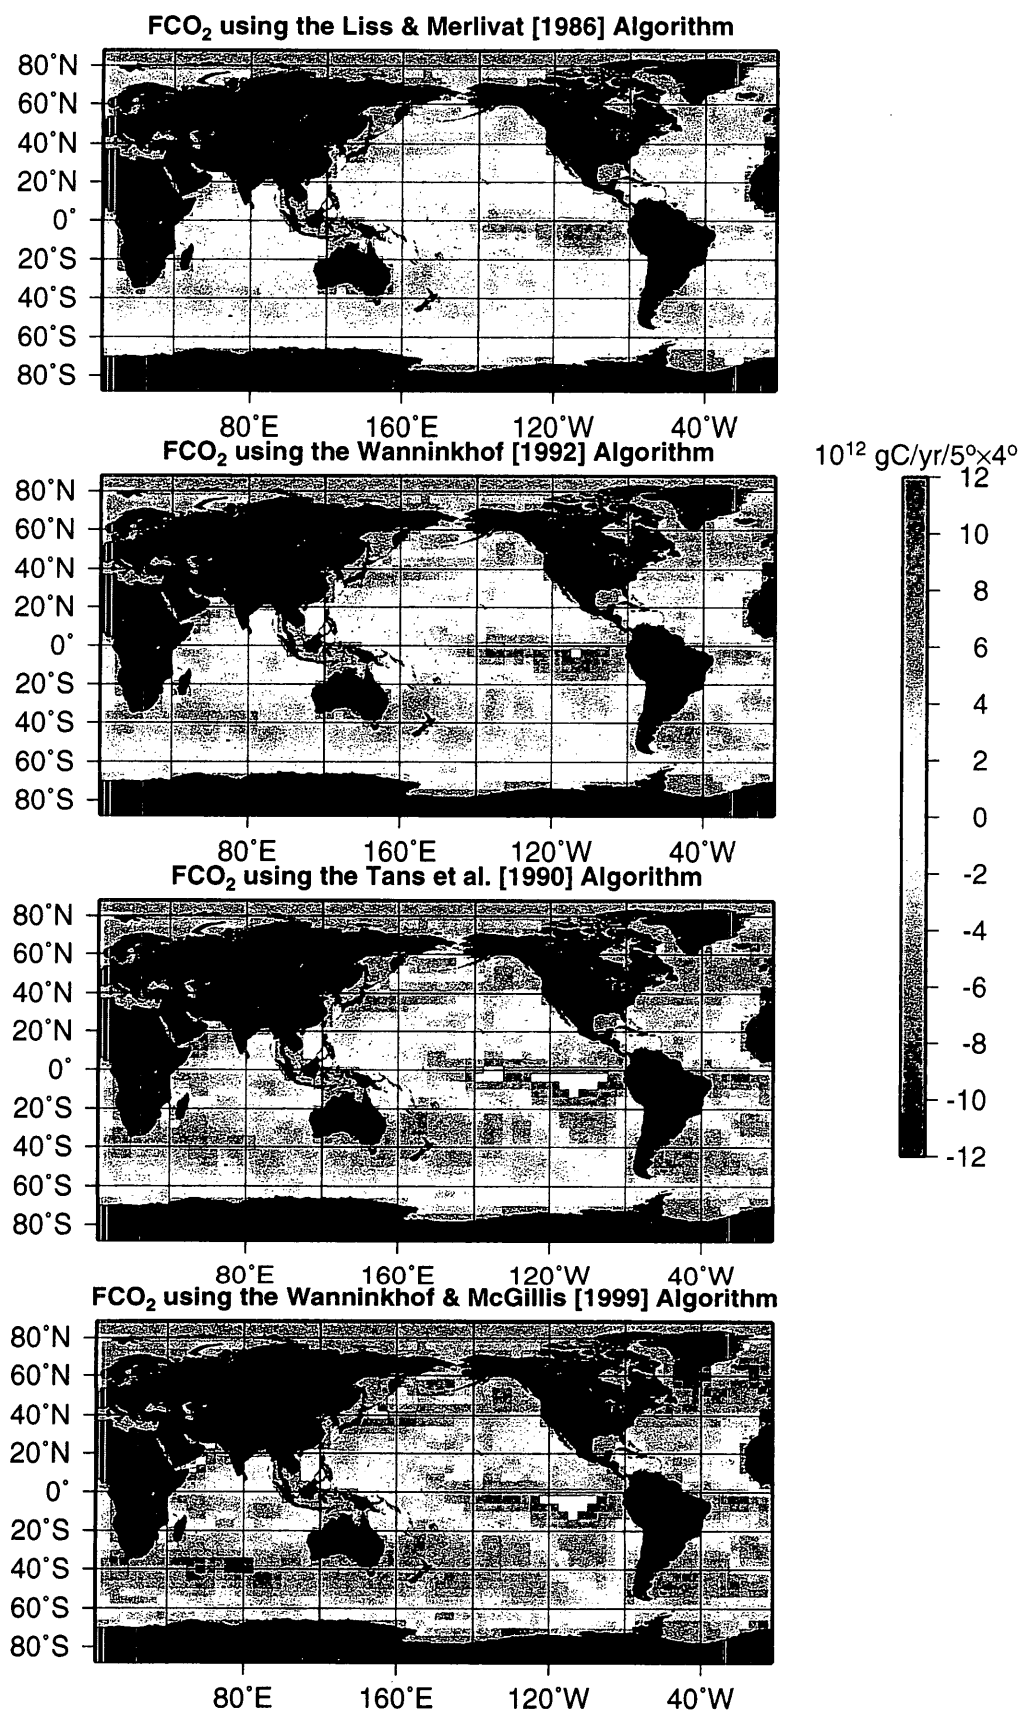 FCO₂ using the Liss & Merlivat [1986] Algorithm
80˚N
60˚N
40˚N
20˚N
0˚
20˚S
40˚S
60˚S
80˚S
80˚E 160˚E 120˚W 40˚W
FCO₂ using the Wanninkhof [1992] Algorithm
80˚N
60˚N
40˚N
20˚N
0˚
20˚S
40˚S
60˚S
80˚S
80˚E 160˚E 120˚W 40˚W
FCO₂ using the Tans et al. [1990] Algorithm
80˚N
60˚N
40˚N
20˚N
0˚
20˚S
40˚S
60˚S
80˚S
80˚E 160˚E 120˚W 40˚W
FCO₂ using the Wanninkhof & McGillis [1999] Algorithm
80˚N
60˚N
40˚N
20˚N
0˚
20˚S
40˚S
60˚S
80˚S
80˚E 160˚E 120˚W 40˚W
10¹² gC/yr/5º×4º
12
10
8
6
4
2
0
-2
-4
-6
-8
-10
-12